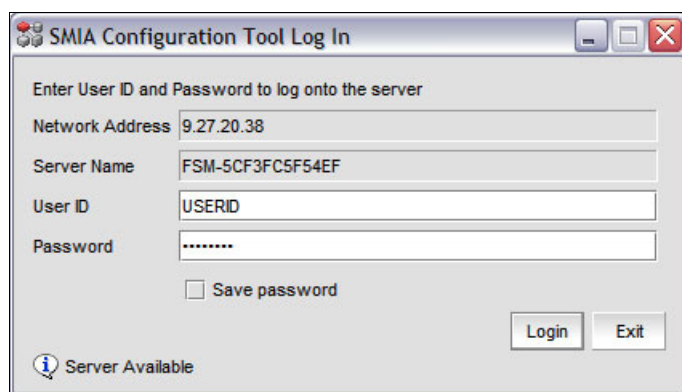 SMIA Configuration Tool Log In
Enter User ID and Password to log onto the server
Network Address 9.27.20.38
Server Name FSM-5CF3FC5F54EF
User ID USERID
Password ••••••••
Save password
Login Exit
Server Available